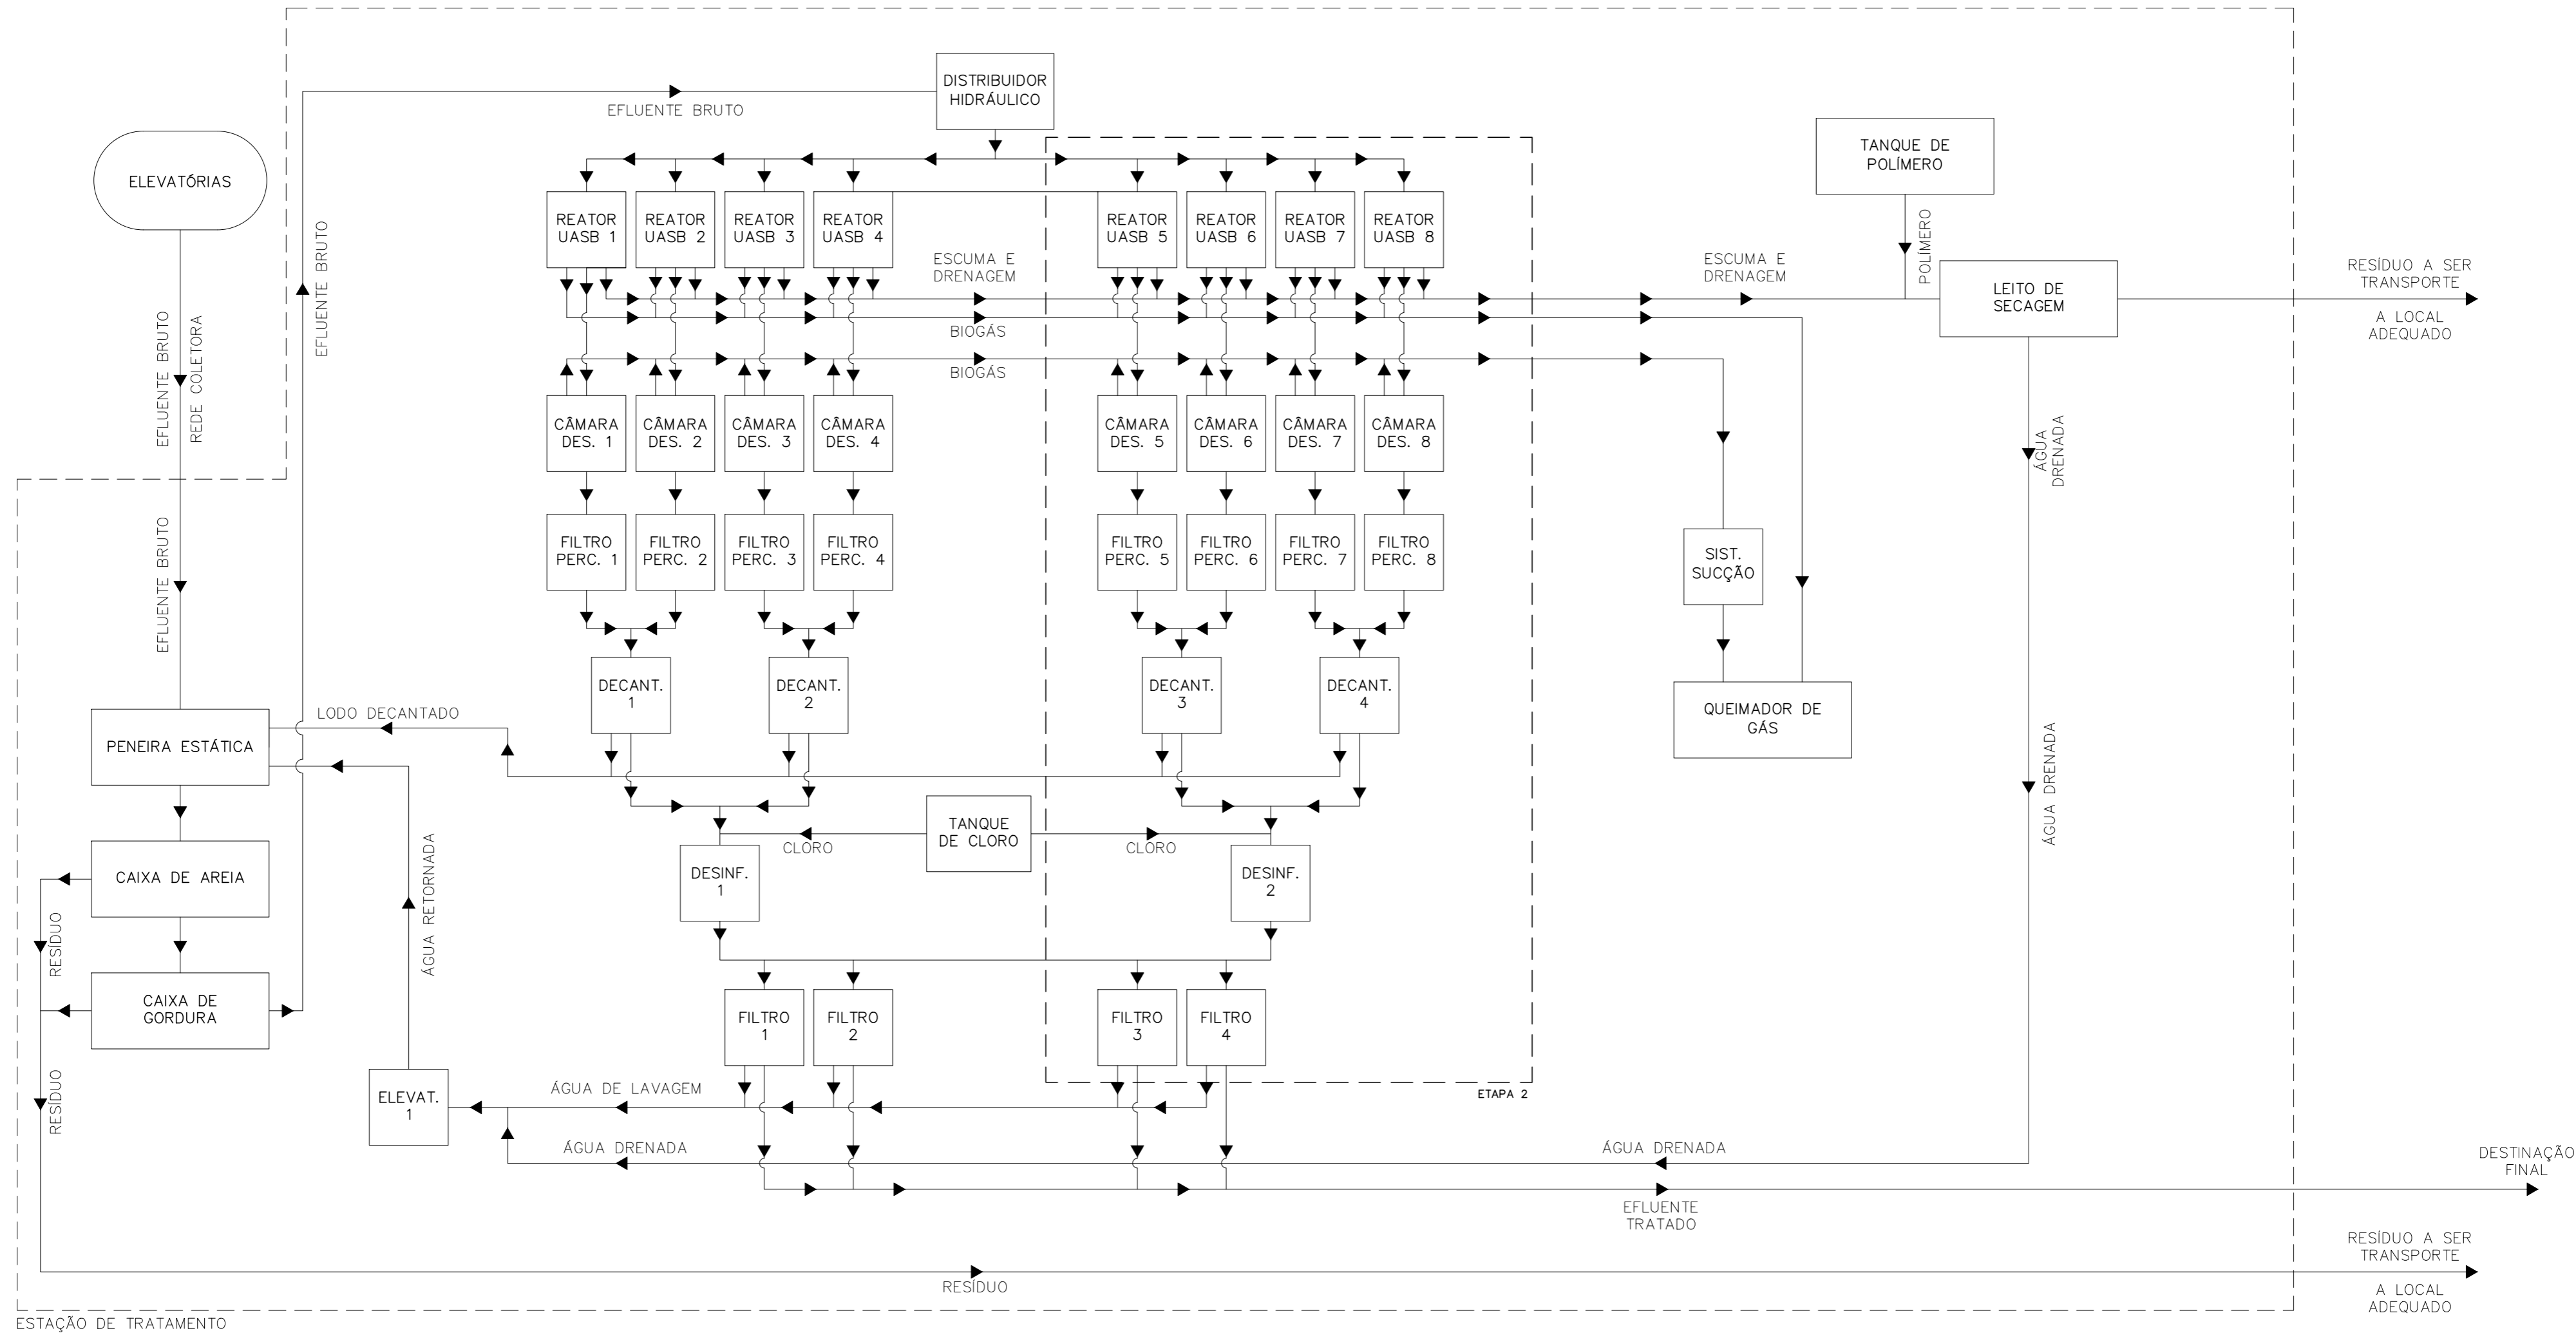 DISTRIBUIDOR
HIDRÁULICO
EFLUENTE BRUTO
TANQUE DE
POLÍMERO
ELEVATÓRIAS
REATOR
UASB 1
REATOR
UASB 2
REATOR
UASB 3
REATOR
UASB 4
REATOR
UASB 5
REATOR
UASB 6
REATOR
UASB 7
REATOR
UASB 8
EFLUENTE BRUTO
ESCUMA E
DRENAGEM
ESCUMA E
DRENAGEM
POLÍMERO
LEITO DE
SECAGEM
RESÍDUO A SER
TRANSPORTE
A LOCAL
ADEQUADO
BIOGÁS
BIOGÁS
EFLUENTE BRUTO
REDE COLETORA
CÂMARA
DES. 1
CÂMARA
DES. 2
CÂMARA
DES. 3
CÂMARA
DES. 4
CÂMARA
DES. 5
CÂMARA
DES. 6
CÂMARA
DES. 7
CÂMARA
DES. 8
ÁGUA
DRENADA
EFLUENTE BRUTO
FILTRO
PERC. 1
FILTRO
PERC. 2
FILTRO
PERC. 3
FILTRO
PERC. 4
FILTRO
PERC. 5
FILTRO
PERC. 6
FILTRO
PERC. 7
FILTRO
PERC. 8
SIST.
SUCÇÃO
DECANT.
1
DECANT.
2
DECANT.
3
DECANT.
4
QUEIMADOR DE
GÁS
LODO DECANTADO
PENEIRA ESTÁTICA
ÁGUA DRENADA
TANQUE
DE CLORO
CLORO
CLORO
CAIXA DE AREIA
DESINF.
1
DESINF.
2
ÁGUA RETORNADA
RESÍDUO
CAIXA DE
GORDURA
FILTRO
1
FILTRO
2
FILTRO
3
FILTRO
4
ETAPA 2
RESÍDUO
ELEVAT.
1
ÁGUA DE LAVAGEM
ÁGUA DRENADA
ÁGUA DRENADA
DESTINAÇÃO
FINAL
EFLUENTE
TRATADO
RESÍDUO
RESÍDUO A SER
TRANSPORTE
A LOCAL
ADEQUADO
ESTAÇÃO DE TRATAMENTO